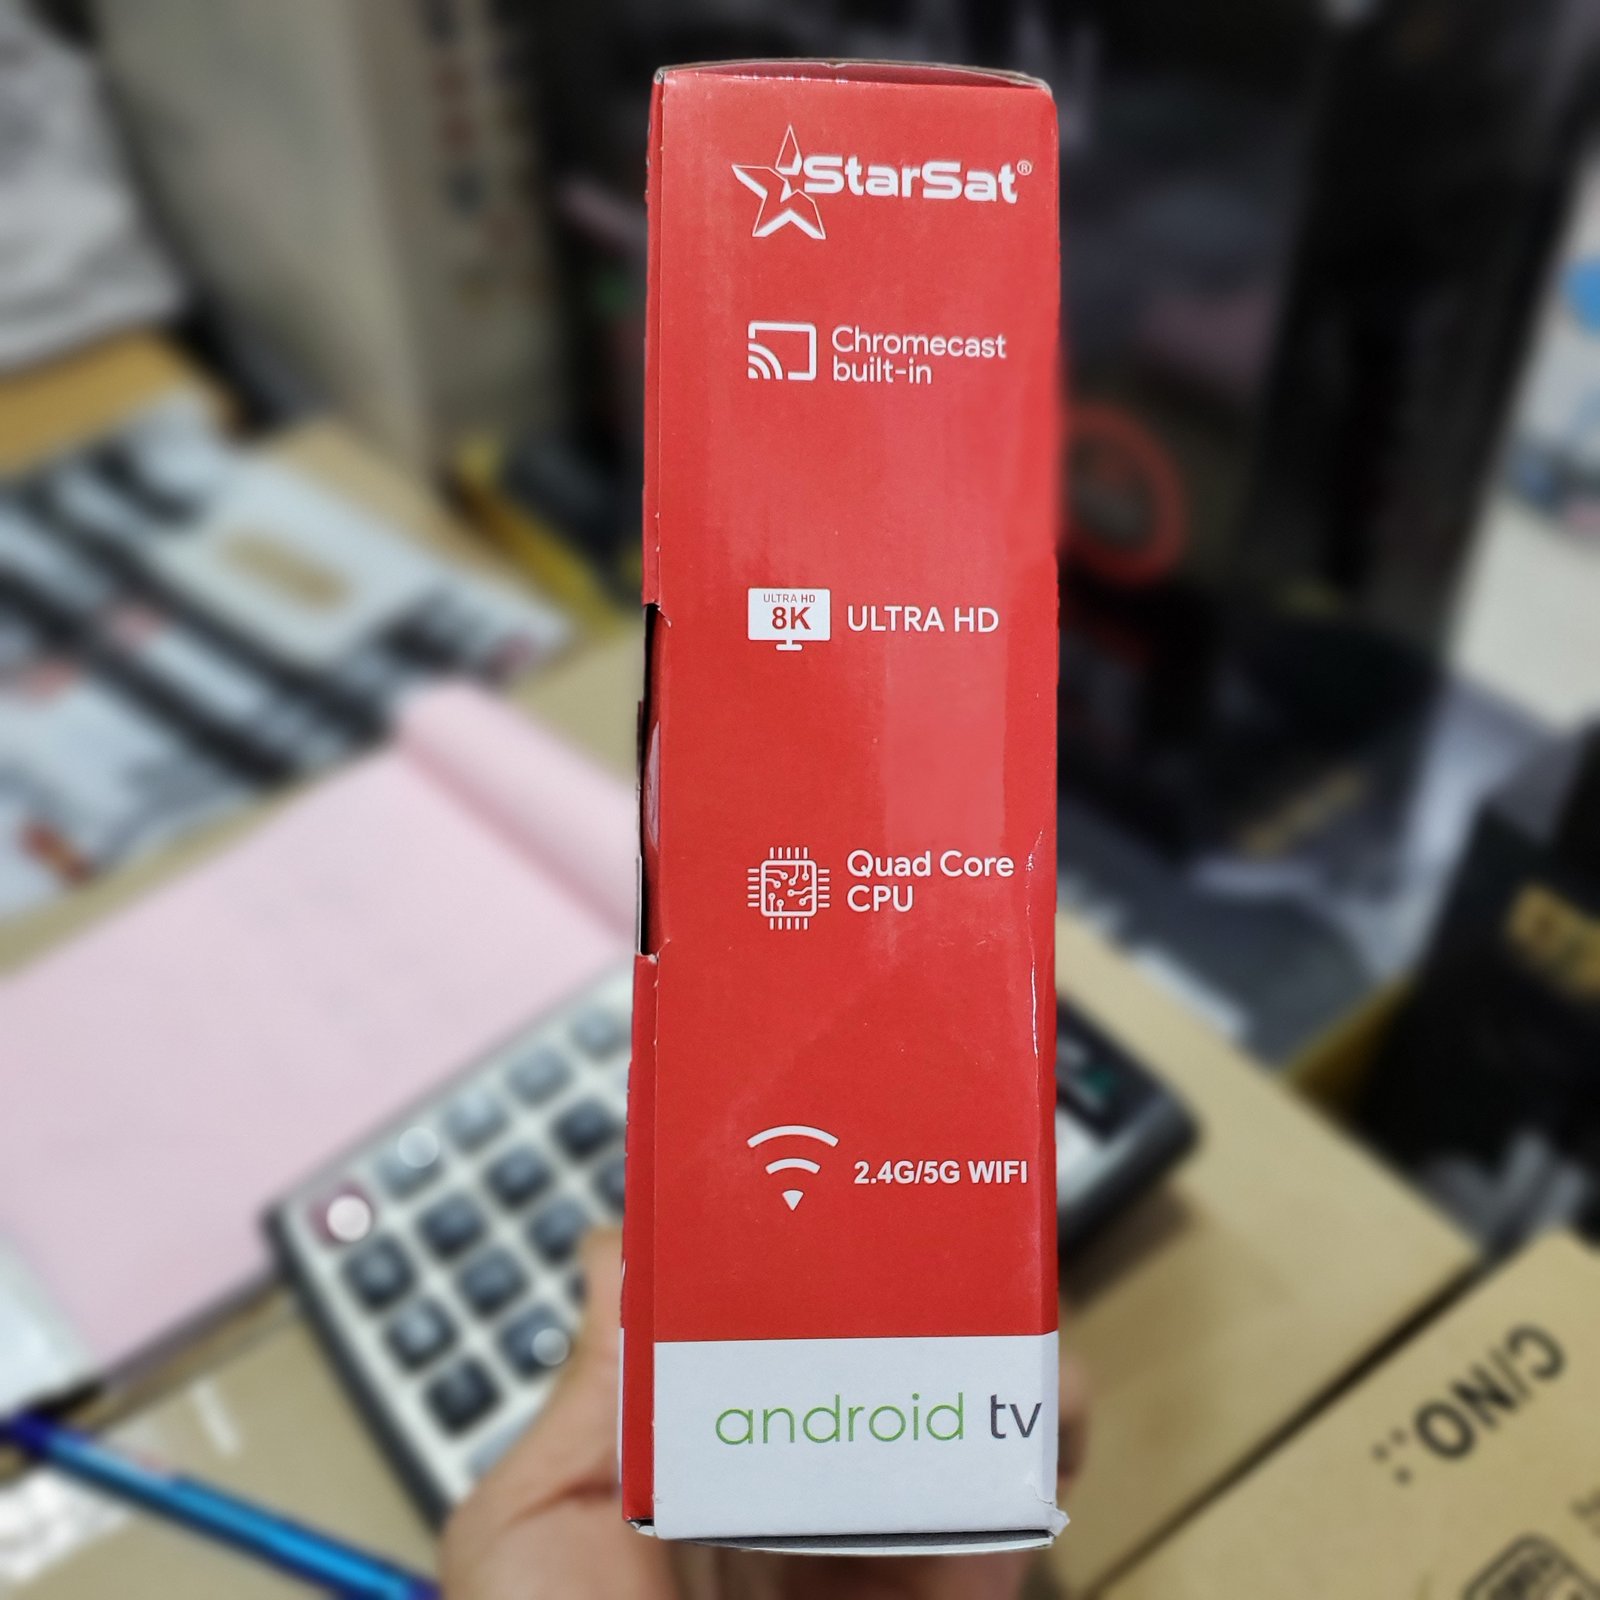 StarSat®
Chromecast
built-in
ULTRA HD
8K
ULTRA HD
Quad Core
CPU
2.4G/5G WIFI
android tv
C/NO.: